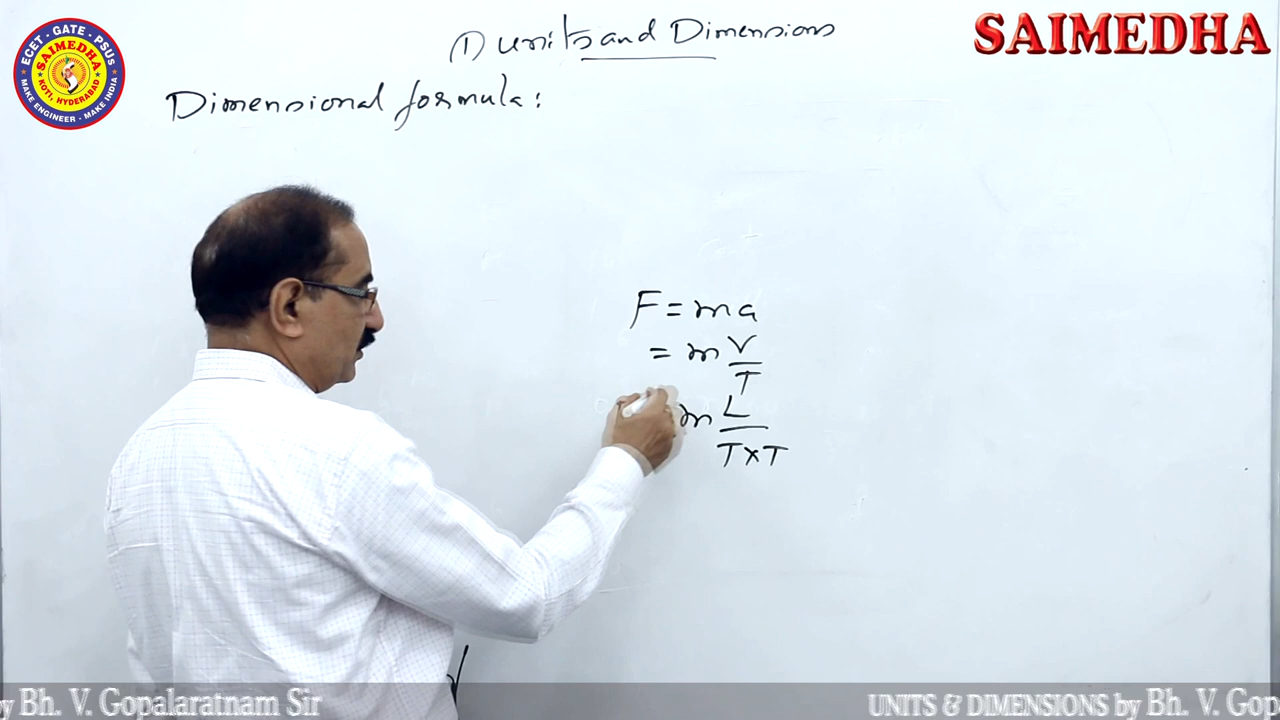 ECET - GATE - PSUS
SAIMEDHA
KOTI, HYDERABAD
MAKE ENGINEER - MAKE INDIA
SAIMEDHA
1) units and Dimensions
Dimensional formula:
F = ma
= m V/T
m L/T×T
by Bh. V. Gopalaratnam Sir
UNITS & DIMENSIONS by Bh. V. Gopa